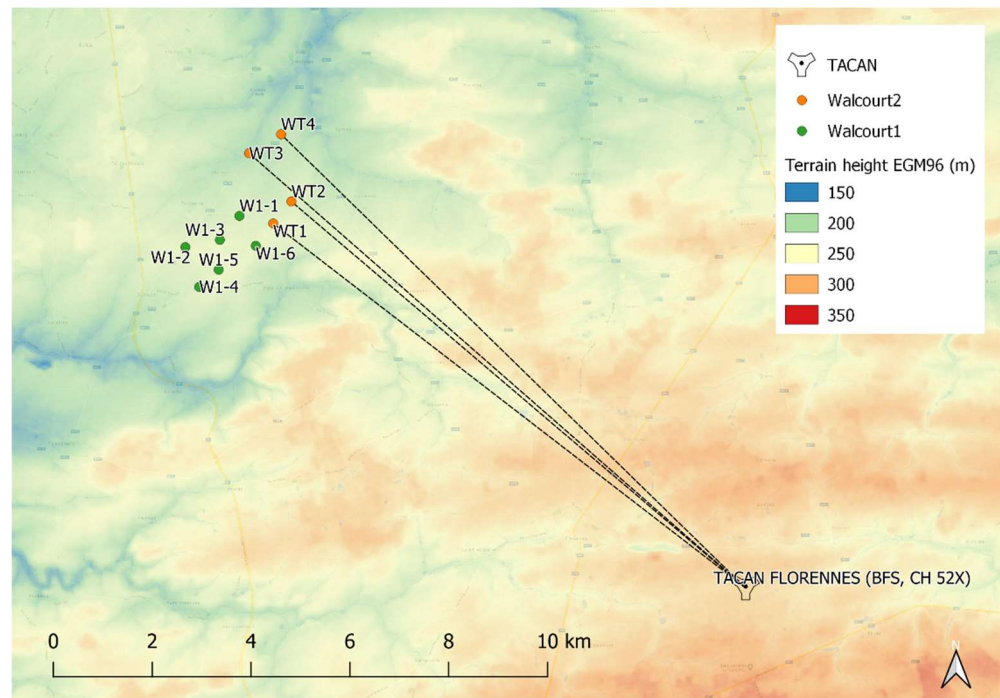 TACAN
Walcourt2
Walcourt1
Terrain height EGM96 (m)
150
200
250
300
350
WT4
WT3
WT2
W1-1
WT1
W1-3
W1-6
W1-2
W1-5
W1-4
TACAN FLORENNES (BFS, CH 52X)
0 2 4 6 8 10 km
N